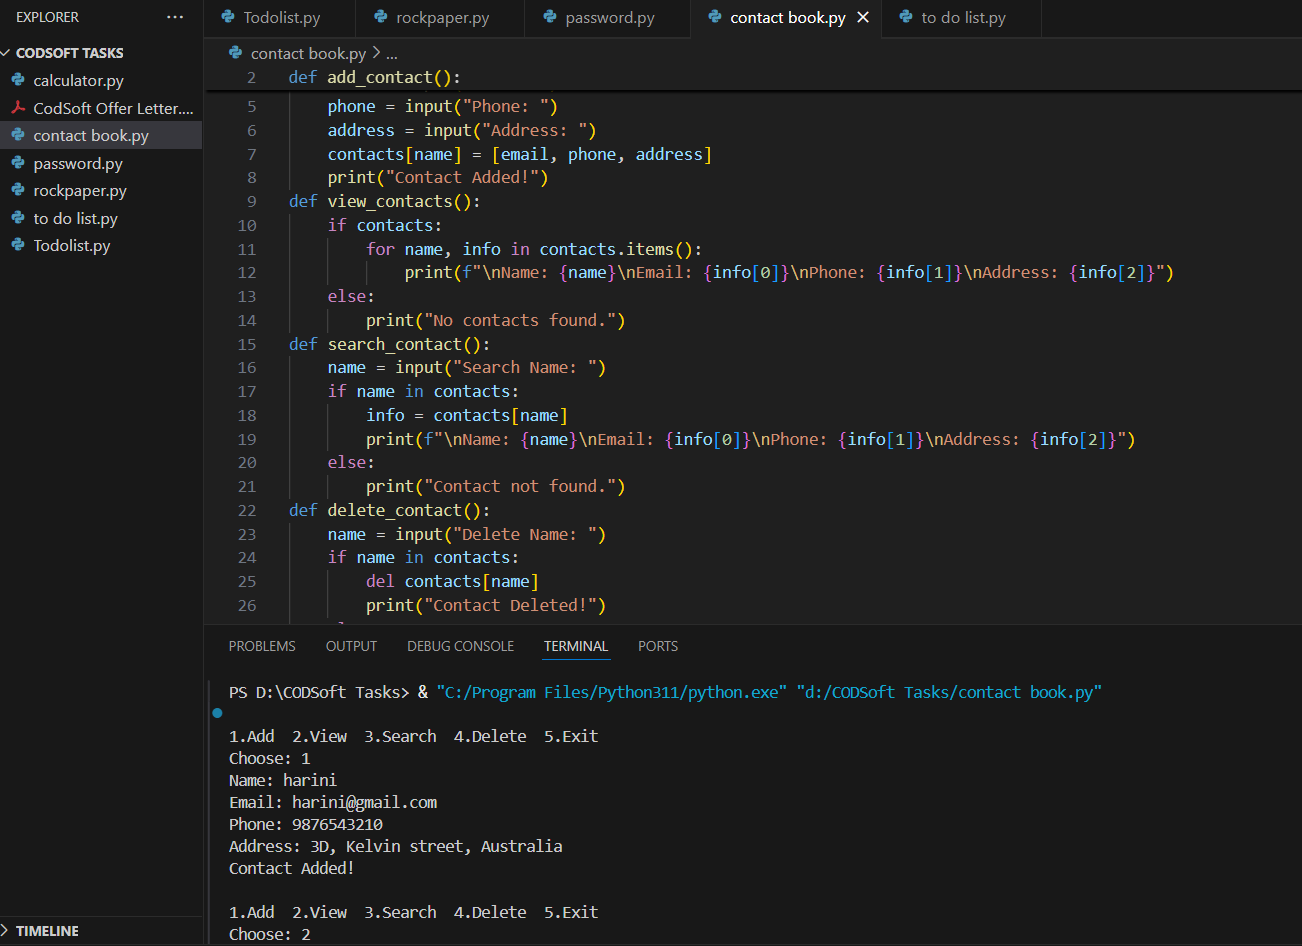 EXPLORER
Todolist.py
rockpaper.py
password.py
contact book.py
to do list.py
CODSOFT TASKS
calculator.py
CodSoft Offer Letter....
contact book.py
password.py
rockpaper.py
to do list.py
Todolist.py
contact book.py > ...
2 def add_contact():
5 phone = input("Phone: ")
6 address = input("Address: ")
7 contacts[name] = [email, phone, address]
8 print("Contact Added!")
9 def view_contacts():
10 if contacts:
11 for name, info in contacts.items():
12 print(f"\nName: {name}\nEmail: {info[0]}\nPhone: {info[1]}\nAddress: {info[2]}")
13 else:
14 print("No contacts found.")
15 def search_contact():
16 name = input("Search Name: ")
17 if name in contacts:
18 info = contacts[name]
19 print(f"\nName: {name}\nEmail: {info[0]}\nPhone: {info[1]}\nAddress: {info[2]}")
20 else:
21 print("Contact not found.")
22 def delete_contact():
23 name = input("Delete Name: ")
24 if name in contacts:
25 del contacts[name]
26 print("Contact Deleted!")
PROBLEMS OUTPUT DEBUG CONSOLE TERMINAL PORTS
PS D:\CODSoft Tasks> & "C:/Program Files/Python311/python.exe" "d:/CODSoft Tasks/contact book.py"
1.Add 2.View 3.Search 4.Delete 5.Exit
Choose: 1
Name: harini
Email: harini@gmail.com
Phone: 9876543210
Address: 3D, Kelvin street, Australia
Contact Added!
1.Add 2.View 3.Search 4.Delete 5.Exit
Choose: 2
TIMELINE